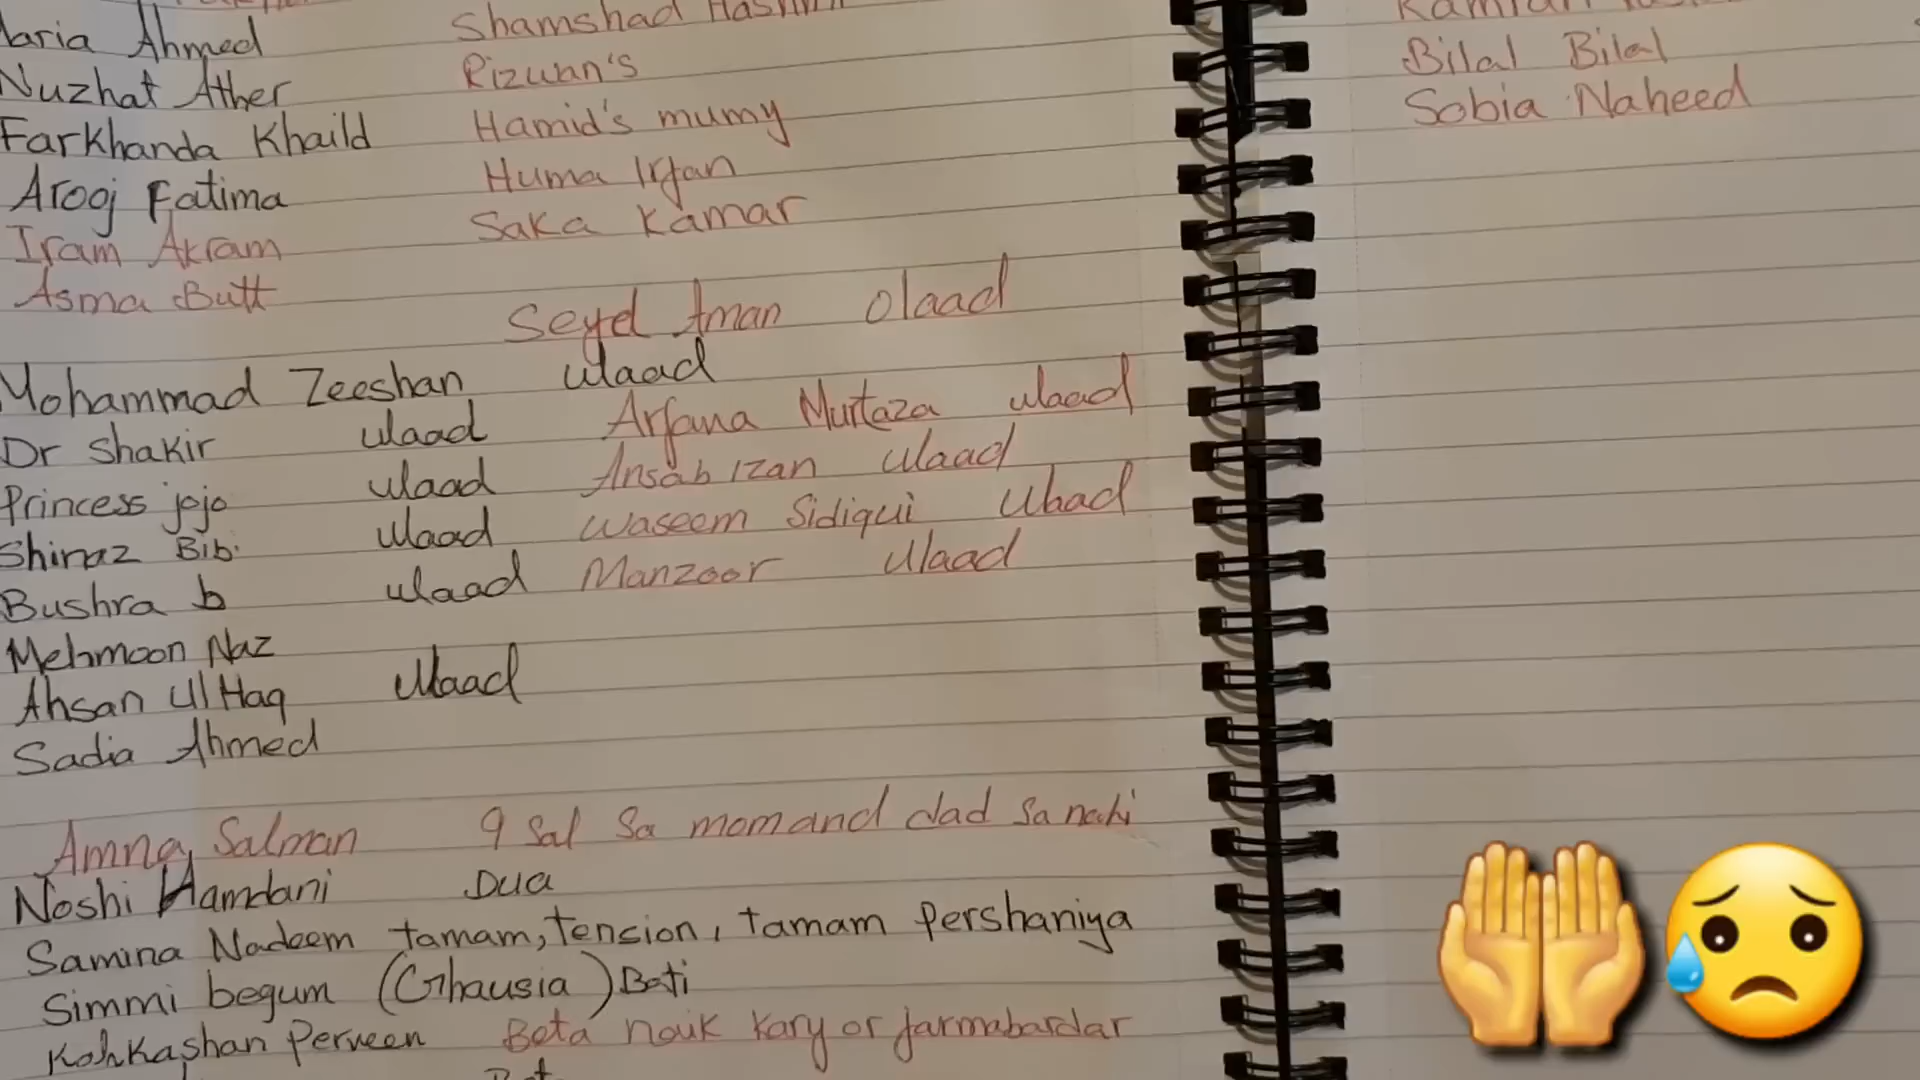 Ahmed
Shamshad
Nuzhat Ather
Rizwan's
Farkhanda Khaild
Hamid's mumy
Arooj Fatima
Huma Irfan
Iram Akram
Saka Kamar
Asma Butt
Seyed Aman Olaad
Mohammad Zeeshan ulaad
Dr Shakir ulaad Arfana Murtaza ulaad
Princess jojo ulaad Ansab Izan ulaad
Shiraz Bibi ulaad Waseem Sidiqui ulaad
Bushra b ulaad Manzoor ulaad
Mehmoon Naz
Ahsan ul Haq ulaad
Sadia Ahmed
Amna Salman 9 Sal Sa mom and dad Sa nahi
Noshi Hamdani Dua
Samina Nadeem tamam, tension, tamam pershaniya
Simmi begum (Ghausia) Beti
Kohkashan Perveen Beta naik kary or farmabardar
Bilal Bilal
Sobia Naheed